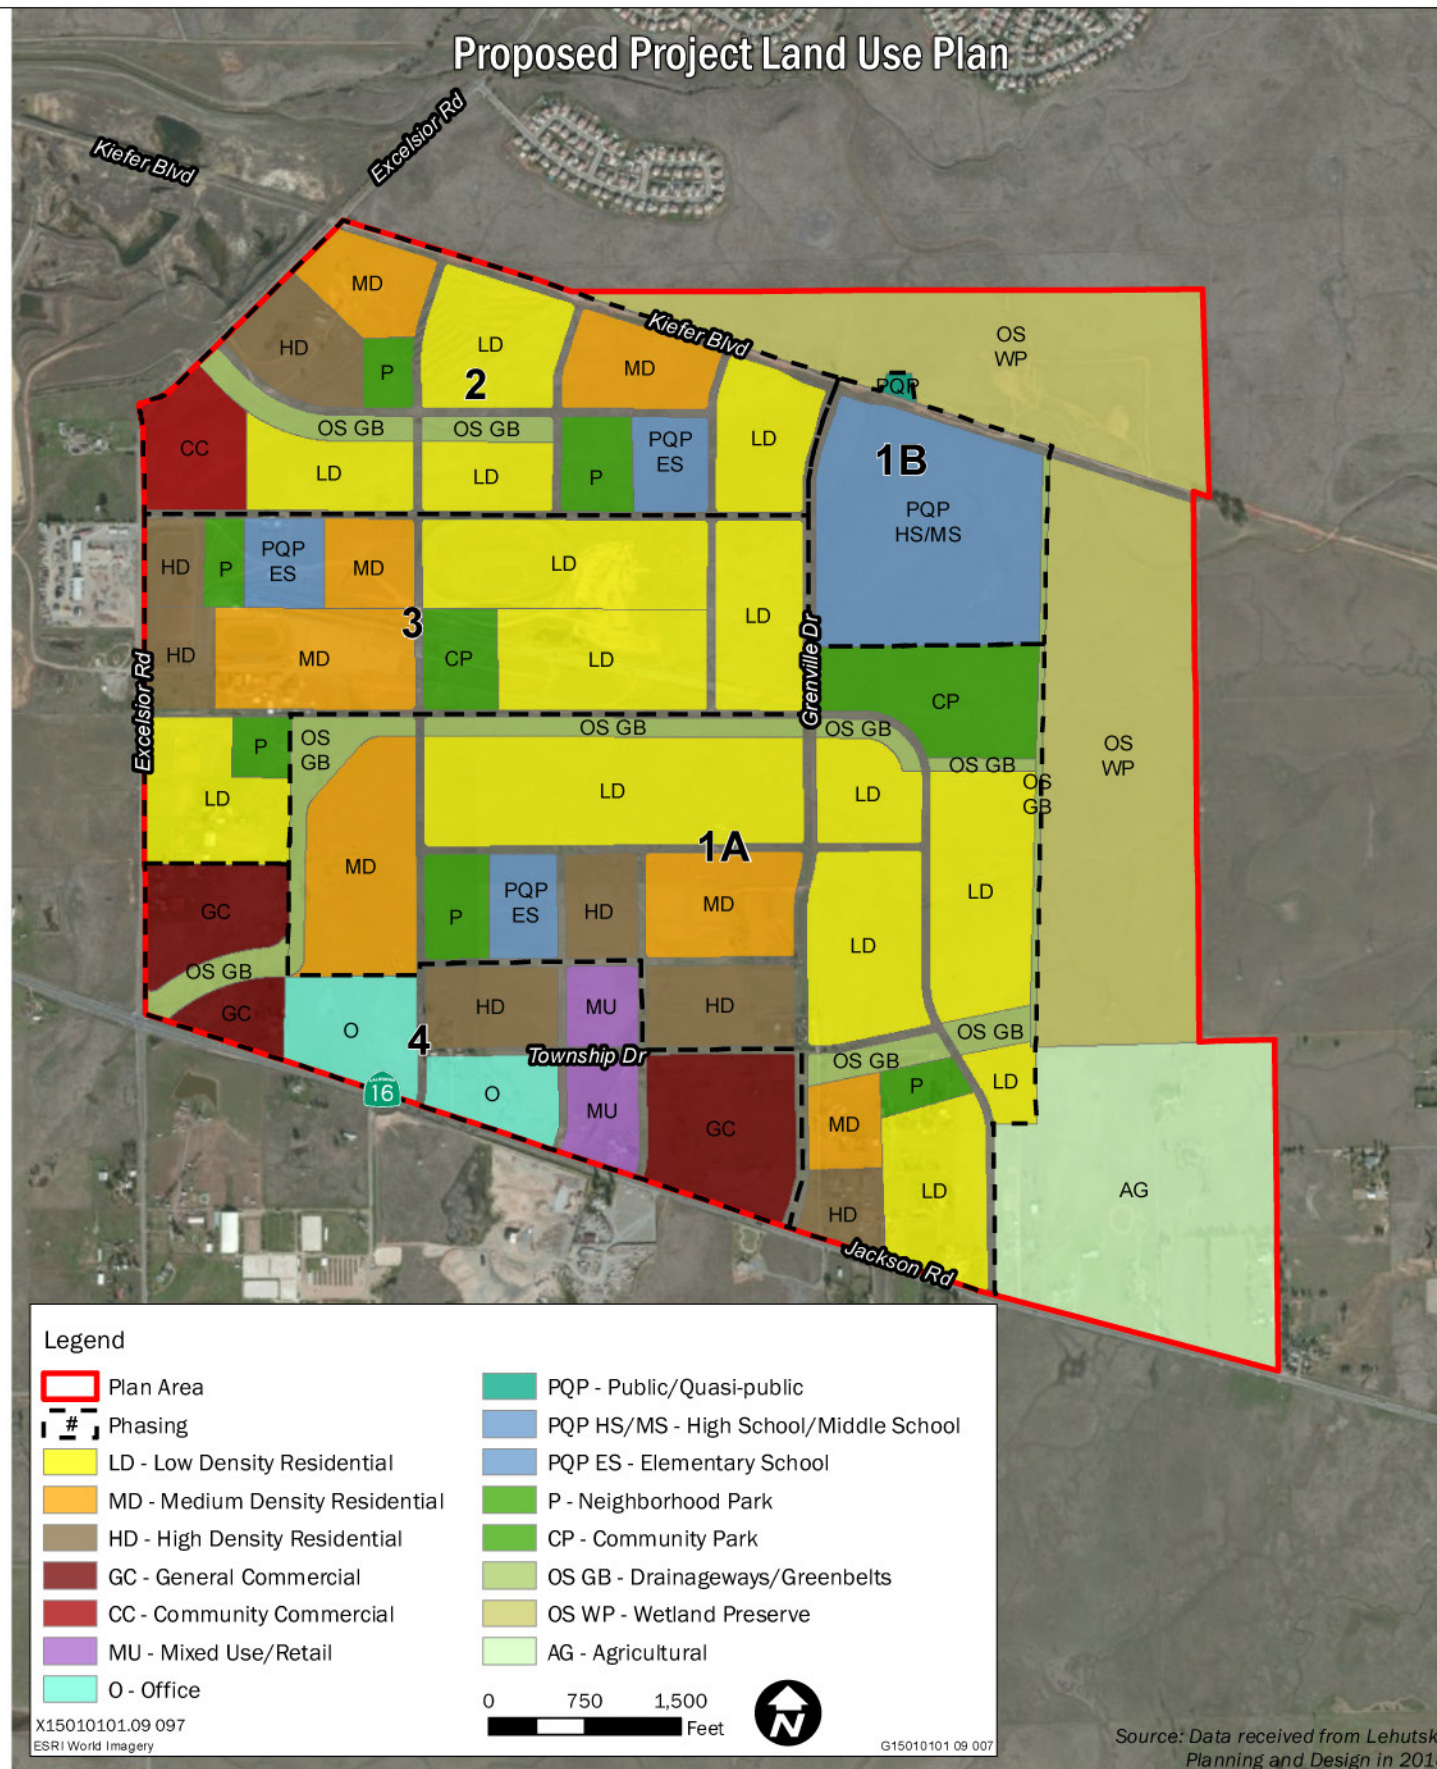 Proposed Project Land Use Plan
Kiefer Blvd
Excelsior Rd
MD
HD
P
LD
2
MD
Kiefer Blvd
OS
WP
PQP
CC
OS GB
OS GB
LD
LD
P
PQP
ES
LD
1B
PQP
HS/MS
HD
P
PQP
ES
MD
LD
3
LD
HD
MD
CP
LD
Grenville Dr
CP
Excelsior Rd
P
OS
GB
OS GB
OS GB
OS GB
OS
GB
OS
WP
LD
LD
LD
MD
1A
LD
GC
P
PQP
ES
HD
MD
LD
OS GB
GC
O
4
HD
MU
HD
OS GB
OS GB
Township Dr
16
O
MU
GC
P
LD
MD
LD
HD
AG
Jackson Rd
Legend
Plan Area
# Phasing
LD - Low Density Residential
MD - Medium Density Residential
HD - High Density Residential
GC - General Commercial
CC - Community Commercial
MU - Mixed Use/Retail
O - Office
PQP - Public/Quasi-public
PQP HS/MS - High School/Middle School
PQP ES - Elementary School
P - Neighborhood Park
CP - Community Park
OS GB - Drainageways/Greenbelts
OS WP - Wetland Preserve
AG - Agricultural
0 750 1,500
Feet
N
X15010101.09 097
ESRI World Imagery
G15010101 09 007
Source: Data received from Lehutsk
Planning and Design in 201